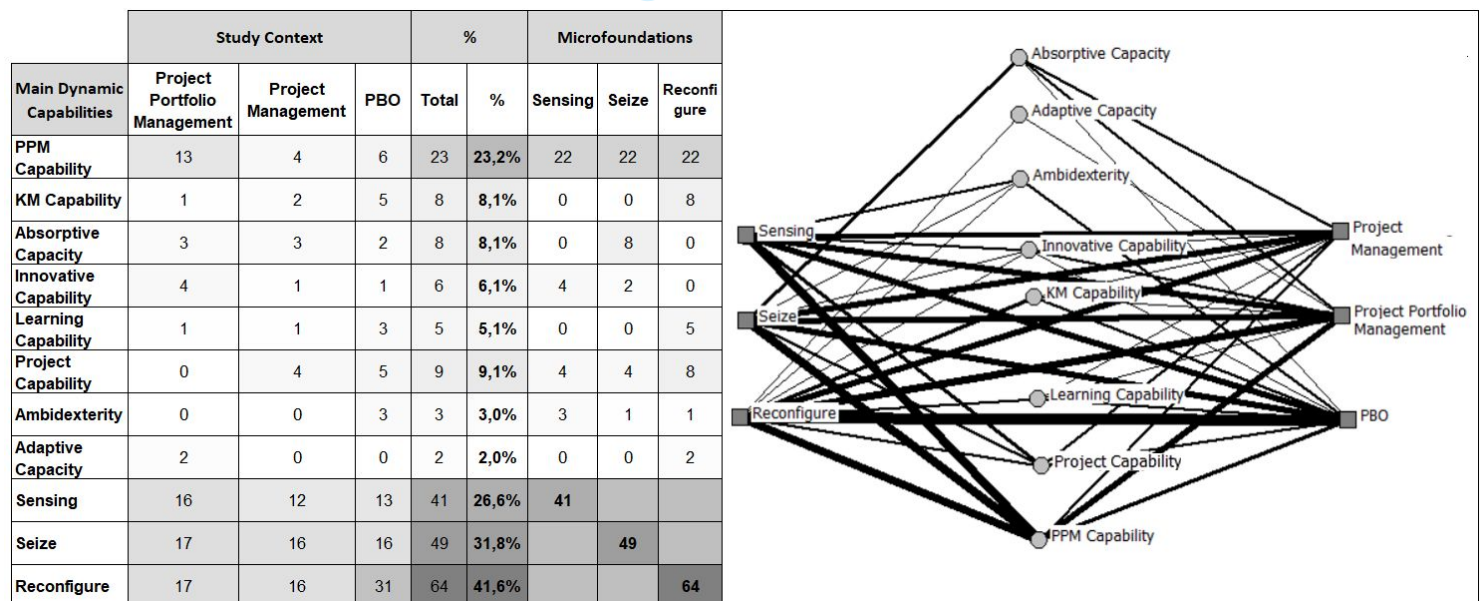 Study Context % Microfoundations
Main Dynamic Capabilities Project Portfolio Management Project Management PBO Total % Sensing Seize Reconfi gure
PPM Capability 13 4 6 23 23,2% 22 22 22
KM Capability 1 2 5 8 8,1% 0 0 8
Absorptive Capacity 3 3 2 8 8,1% 0 8 0
Innovative Capability 4 1 1 6 6,1% 4 2 0
Learning Capability 1 1 3 5 5,1% 0 0 5
Project Capability 0 4 5 9 9,1% 4 4 8
Ambidexterity 0 0 3 3 3,0% 3 1 1
Adaptive Capacity 2 0 0 2 2,0% 0 0 2
Sensing 16 12 13 41 26,6% 41
Seize 17 16 16 49 31,8% 49
Reconfigure 17 16 31 64 41,6% 64
Absorptive Capacity
Adaptive Capacity
Ambidexterity
Sensing
Project
Management
Innovative Capability
KM Capability
Seize
Project Portfolio
Management
Learning Capability
Reconfigure
PBO
Project Capability
PPM Capability